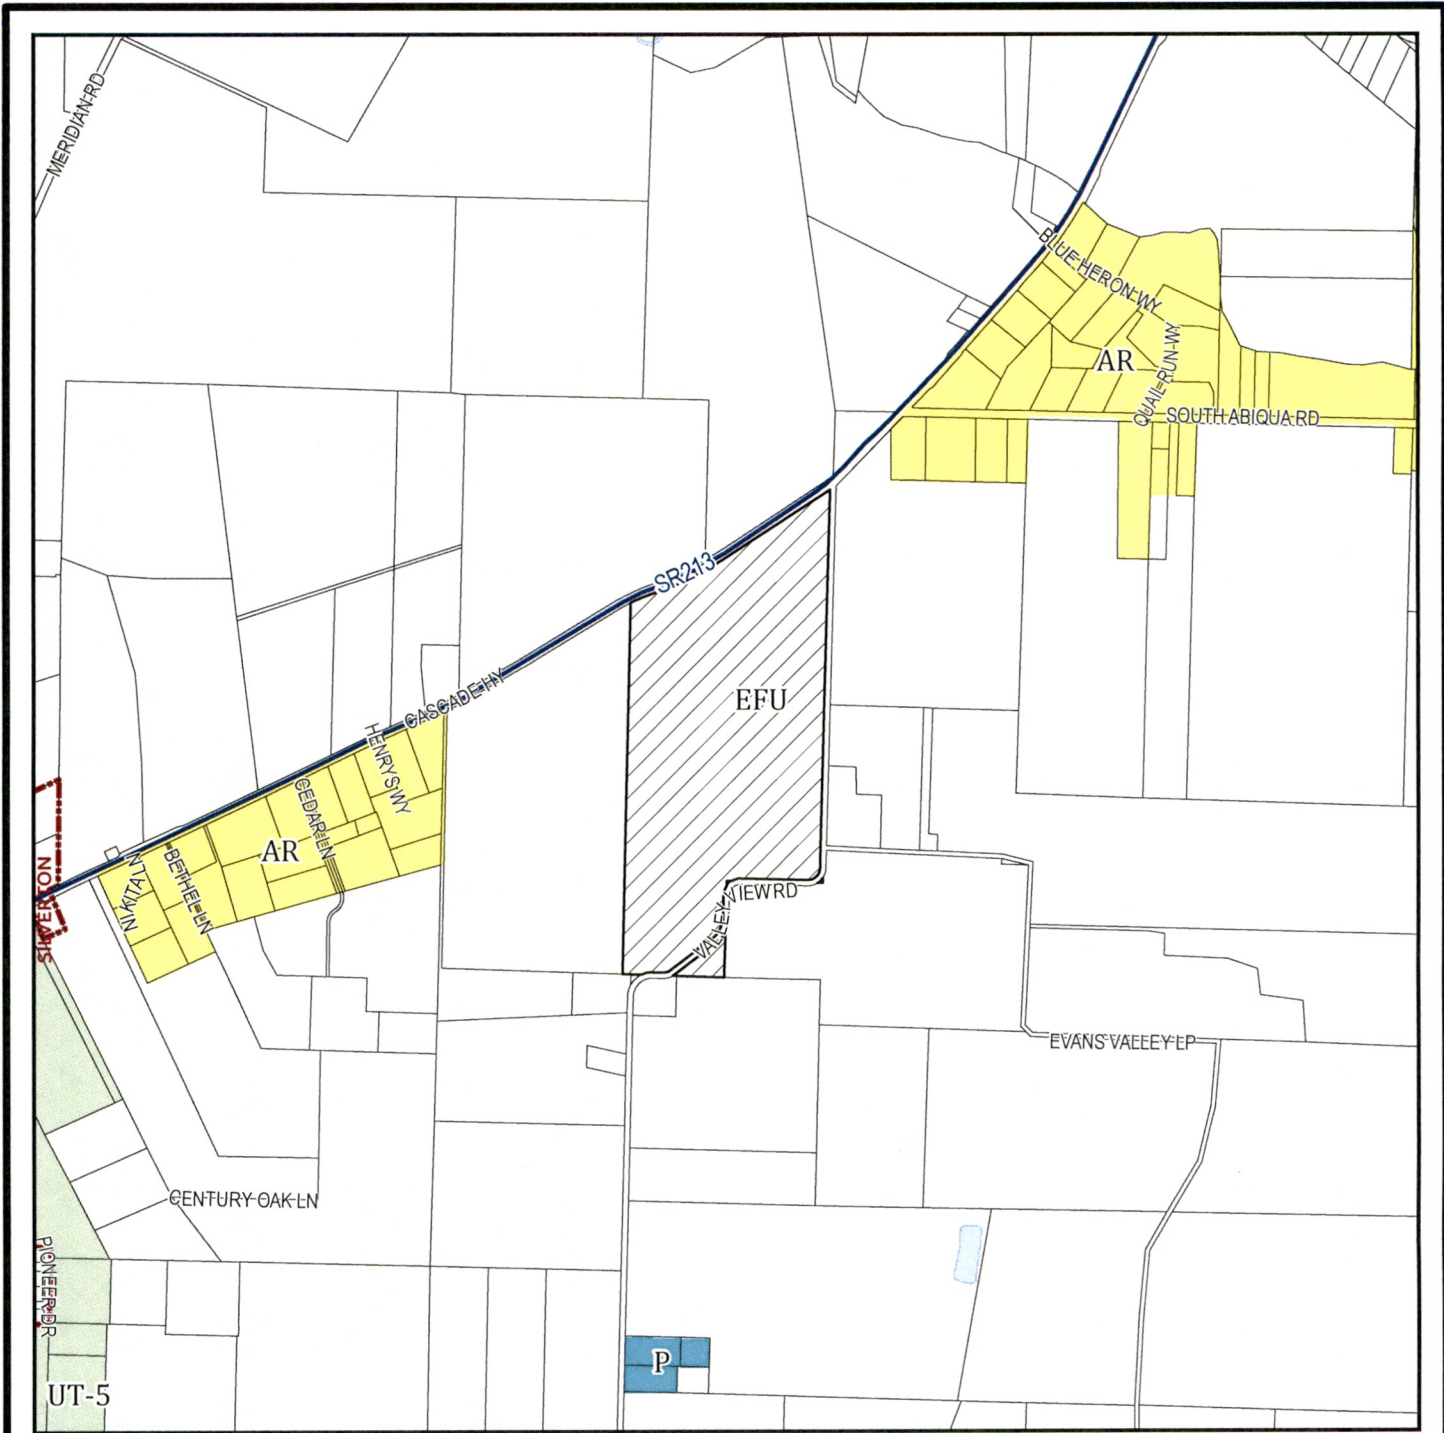 MERIDIAN RD
BLUE HERON WY
AR
QUAIL RUN WY
SOUTH ABIQUA RD
SR213
EFU
CASCADE HY
HENRYS WY
CEDAR LN
AR
NIKITA LN
BETHEL LN
SILVERTON
VALLEY VIEW RD
EVANS VALLEY LP
CENTURY OAK LN
PIONEER DR
P
UT-5